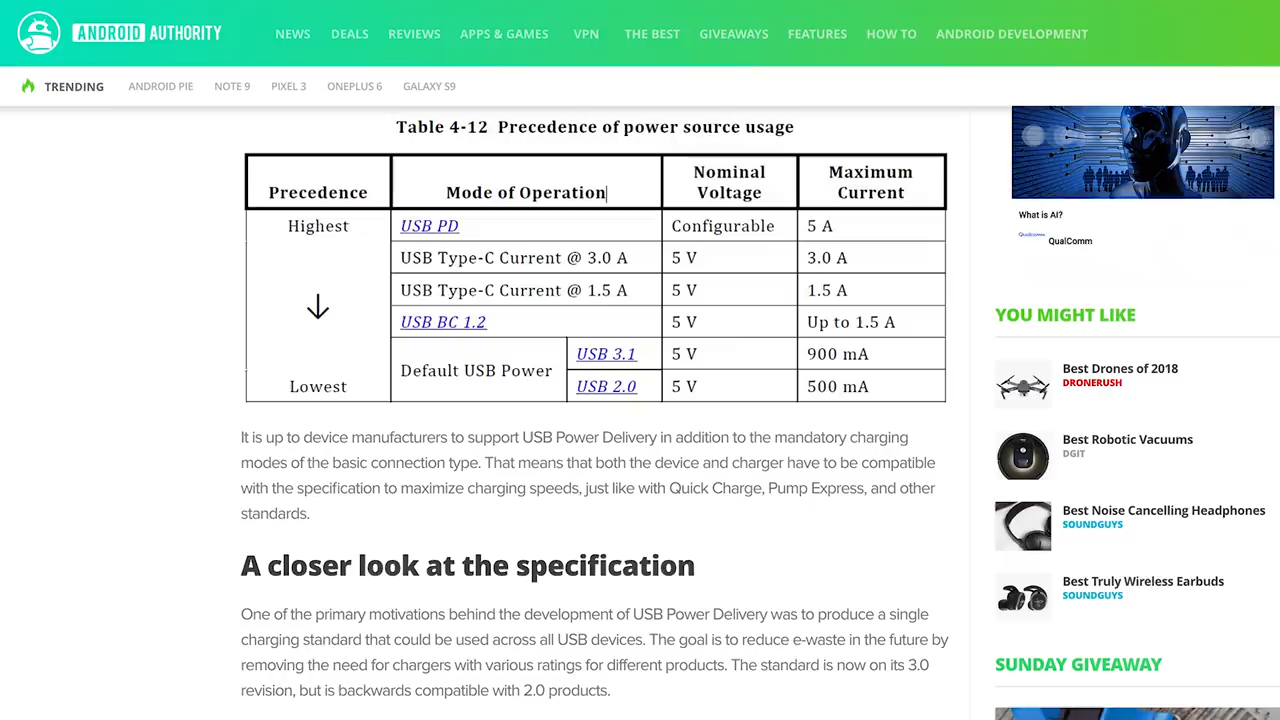 ANDROID AUTHORITY
NEWS DEALS REVIEWS APPS & GAMES VPN THE BEST GIVEAWAYS FEATURES HOW TO ANDROID DEVELOPMENT
TRENDING ANDROID PIE NOTE 9 PIXEL 3 ONEPLUS 6 GALAXY S9
Table 4-12 Precedence of power source usage
Precedence Mode of Operation Nominal Voltage Maximum Current
Highest USB PD Configurable 5 A
USB Type-C Current @ 3.0 A 5 V 3.0 A
USB Type-C Current @ 1.5 A 5 V 1.5 A
USB BC 1.2 5 V Up to 1.5 A
Default USB Power USB 3.1 5 V 900 mA
Lowest USB 2.0 5 V 500 mA
It is up to device manufacturers to support USB Power Delivery in addition to the mandatory charging
modes of the basic connection type. That means that both the device and charger have to be compatible
with the specification to maximize charging speeds, just like with Quick Charge, Pump Express, and other
standards.
A closer look at the specification
One of the primary motivations behind the development of USB Power Delivery was to produce a single
charging standard that could be used across all USB devices. The goal is to reduce e-waste in the future by
removing the need for chargers with various ratings for different products. The standard is now on its 3.0
revision, but is backwards compatible with 2.0 products.
What is AI?
Qualcomm QualComm
YOU MIGHT LIKE
Best Drones of 2018
DRONERUSH
Best Robotic Vacuums
DGIT
Best Noise Cancelling Headphones
SOUNDGUYS
Best Truly Wireless Earbuds
SOUNDGUYS
SUNDAY GIVEAWAY